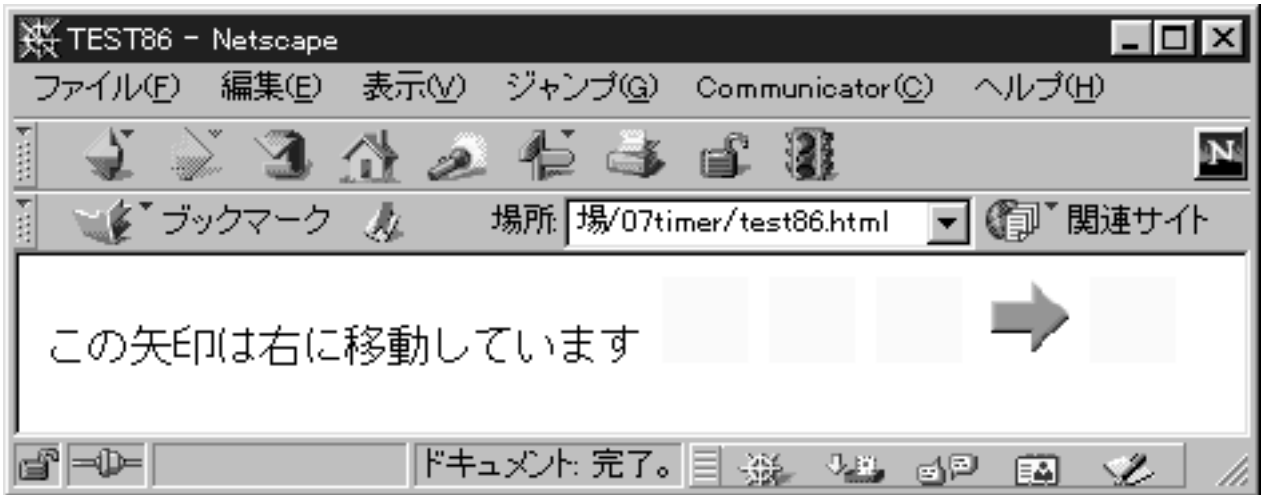 TEST86 - Netscape
ファイル(F) 編集(E) 表示(V) ジャンプ(G) Communicator(C) ヘルプ(H)
N
ブックマーク 場所: 場/07timer/test86.html 関連サイト
この矢印は右に移動しています
ドキュメント: 完了。